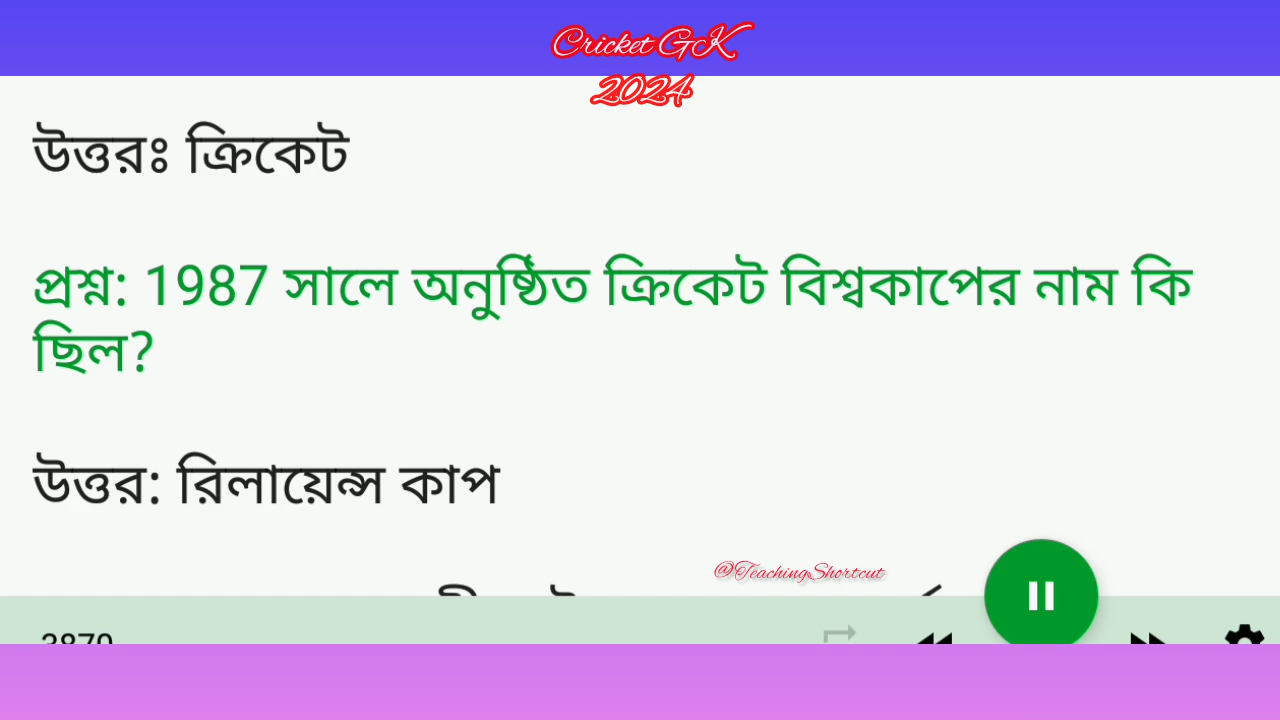 Cricket GK
2024
উত্তরঃ ক্রিকেট
প্রশ্ন: 1987 সালে অনুষ্ঠিত ক্রিকেট বিশ্বকাপের নাম কি
ছিল?
উত্তর: রিলায়েন্স কাপ
@TeachingShortcut